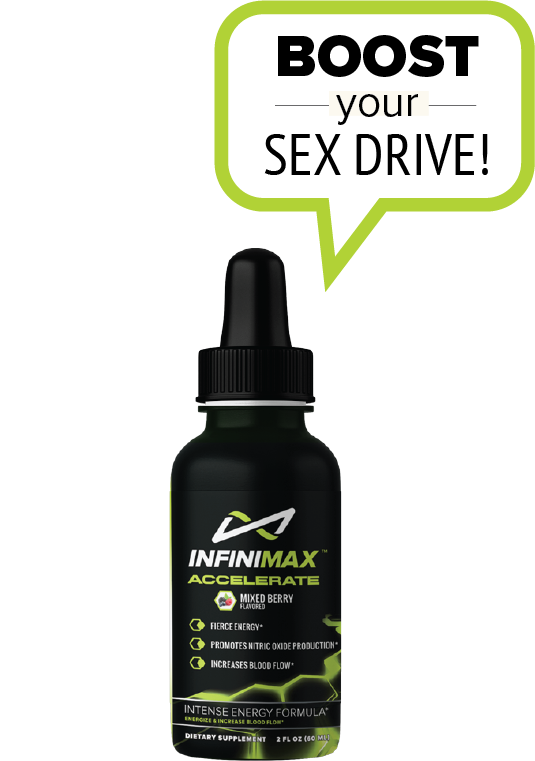 BOOST
your
SEX DRIVE!
INFINIMAX™
ACCELERATE
MIXED BERRY
FLAVORED
FIERCE ENERGY*
PROMOTES NITRIC OXIDE PRODUCTION*
INCREASES BLOOD FLOW*
INTENSE ENERGY FORMULA*
ENERGIES & INCREASE BLOOD FLOW*
DIETARY SUPPLEMENT 2 FL OZ (60 ML)